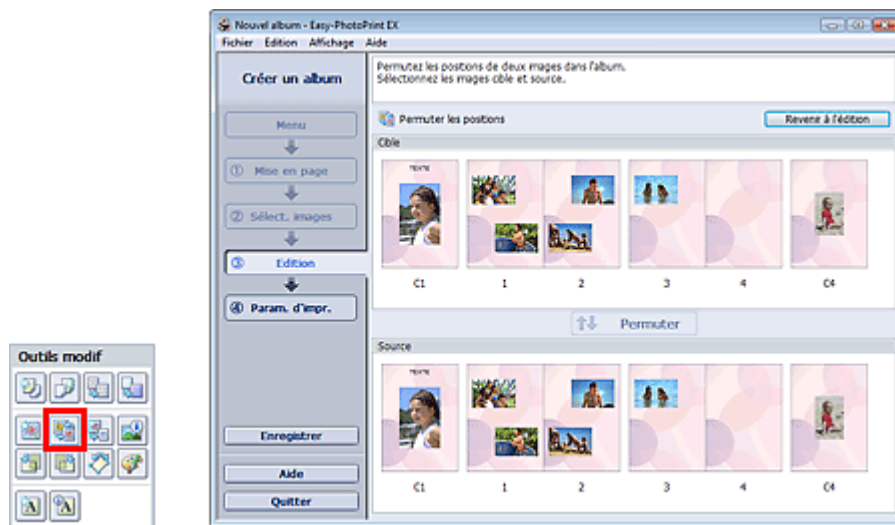 Nouvel album - Easy-PhotoPrint EX
Fichier Edition Affichage Aide
Créer un album
Permutez les positions de deux images dans l'album.
Sélectionnez les images cible et source.
Menu
① Mise en page
② Sélect. images
③ Edition
④ Param. d'impr.
Enregistrer
Aide
Quitter
Permuter les positions
Revenir à l'édition
Cible
TEXTE
C1 1 2 3 4 C4
Permuter
Source
TEXTE
C1 1 2 3 4 C4
Outils modif